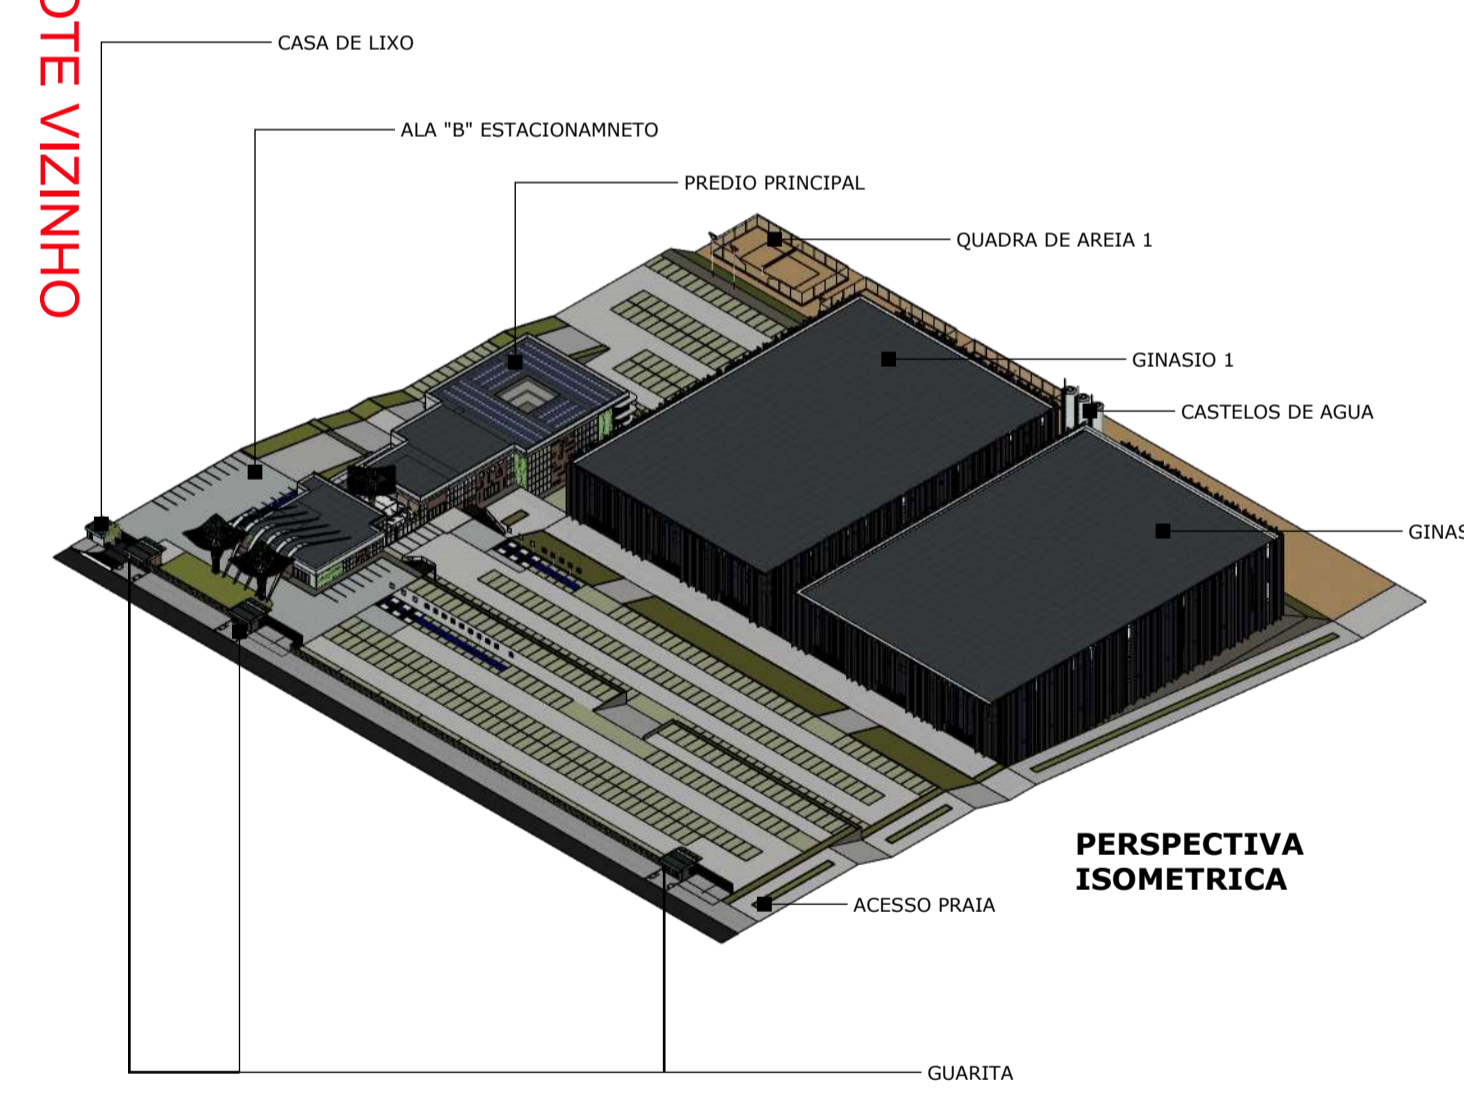 OTE VIZINHO
CASA DE LIXO
ALA "B" ESTACIONAMNETO
PREDIO PRINCIPAL
QUADRA DE AREIA 1
GINASIO 1
CASTELOS DE AGUA
GINAS
PERSPECTIVA
ISOMETRICA
ACESSO PRAIA
GUARITA